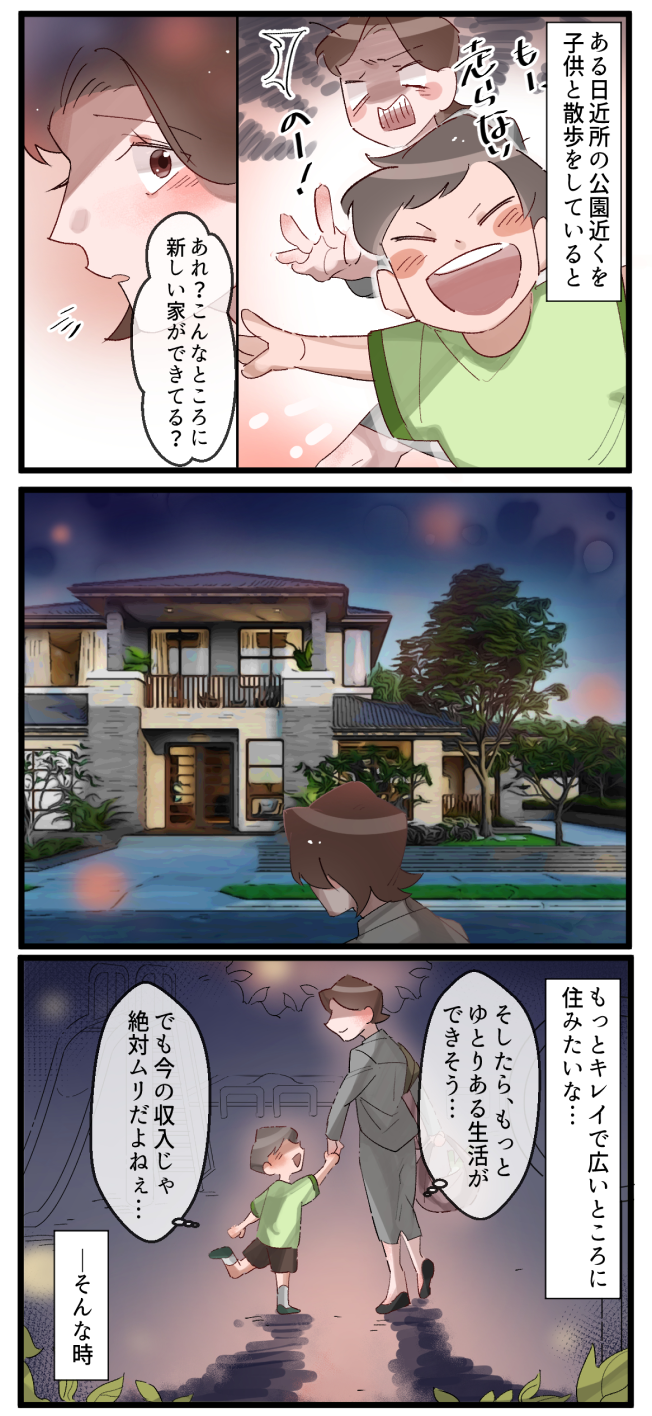 ある日近所の公園近くを
子供と散歩をしていると
もー
走らない
のー！
あれ？こんなところに
新しい家ができてる？
もっとキレイで広いところに
住みたいな…
そしたら、もっと
ゆとりある生活が
できそう…
でも今の収入じゃ
絶対ムリだよねぇ…
―そんな時